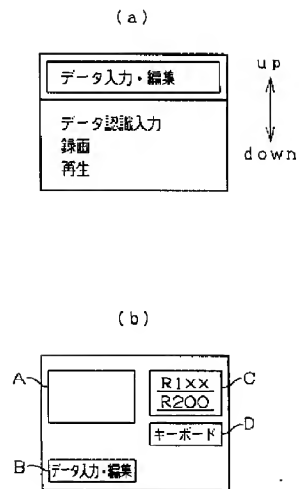 (a)
データ入力・編集
up
データ認識入力
録画
再生
down
(b)
A
R1××
R200
C
キーボード
D
B
データ入力・編集